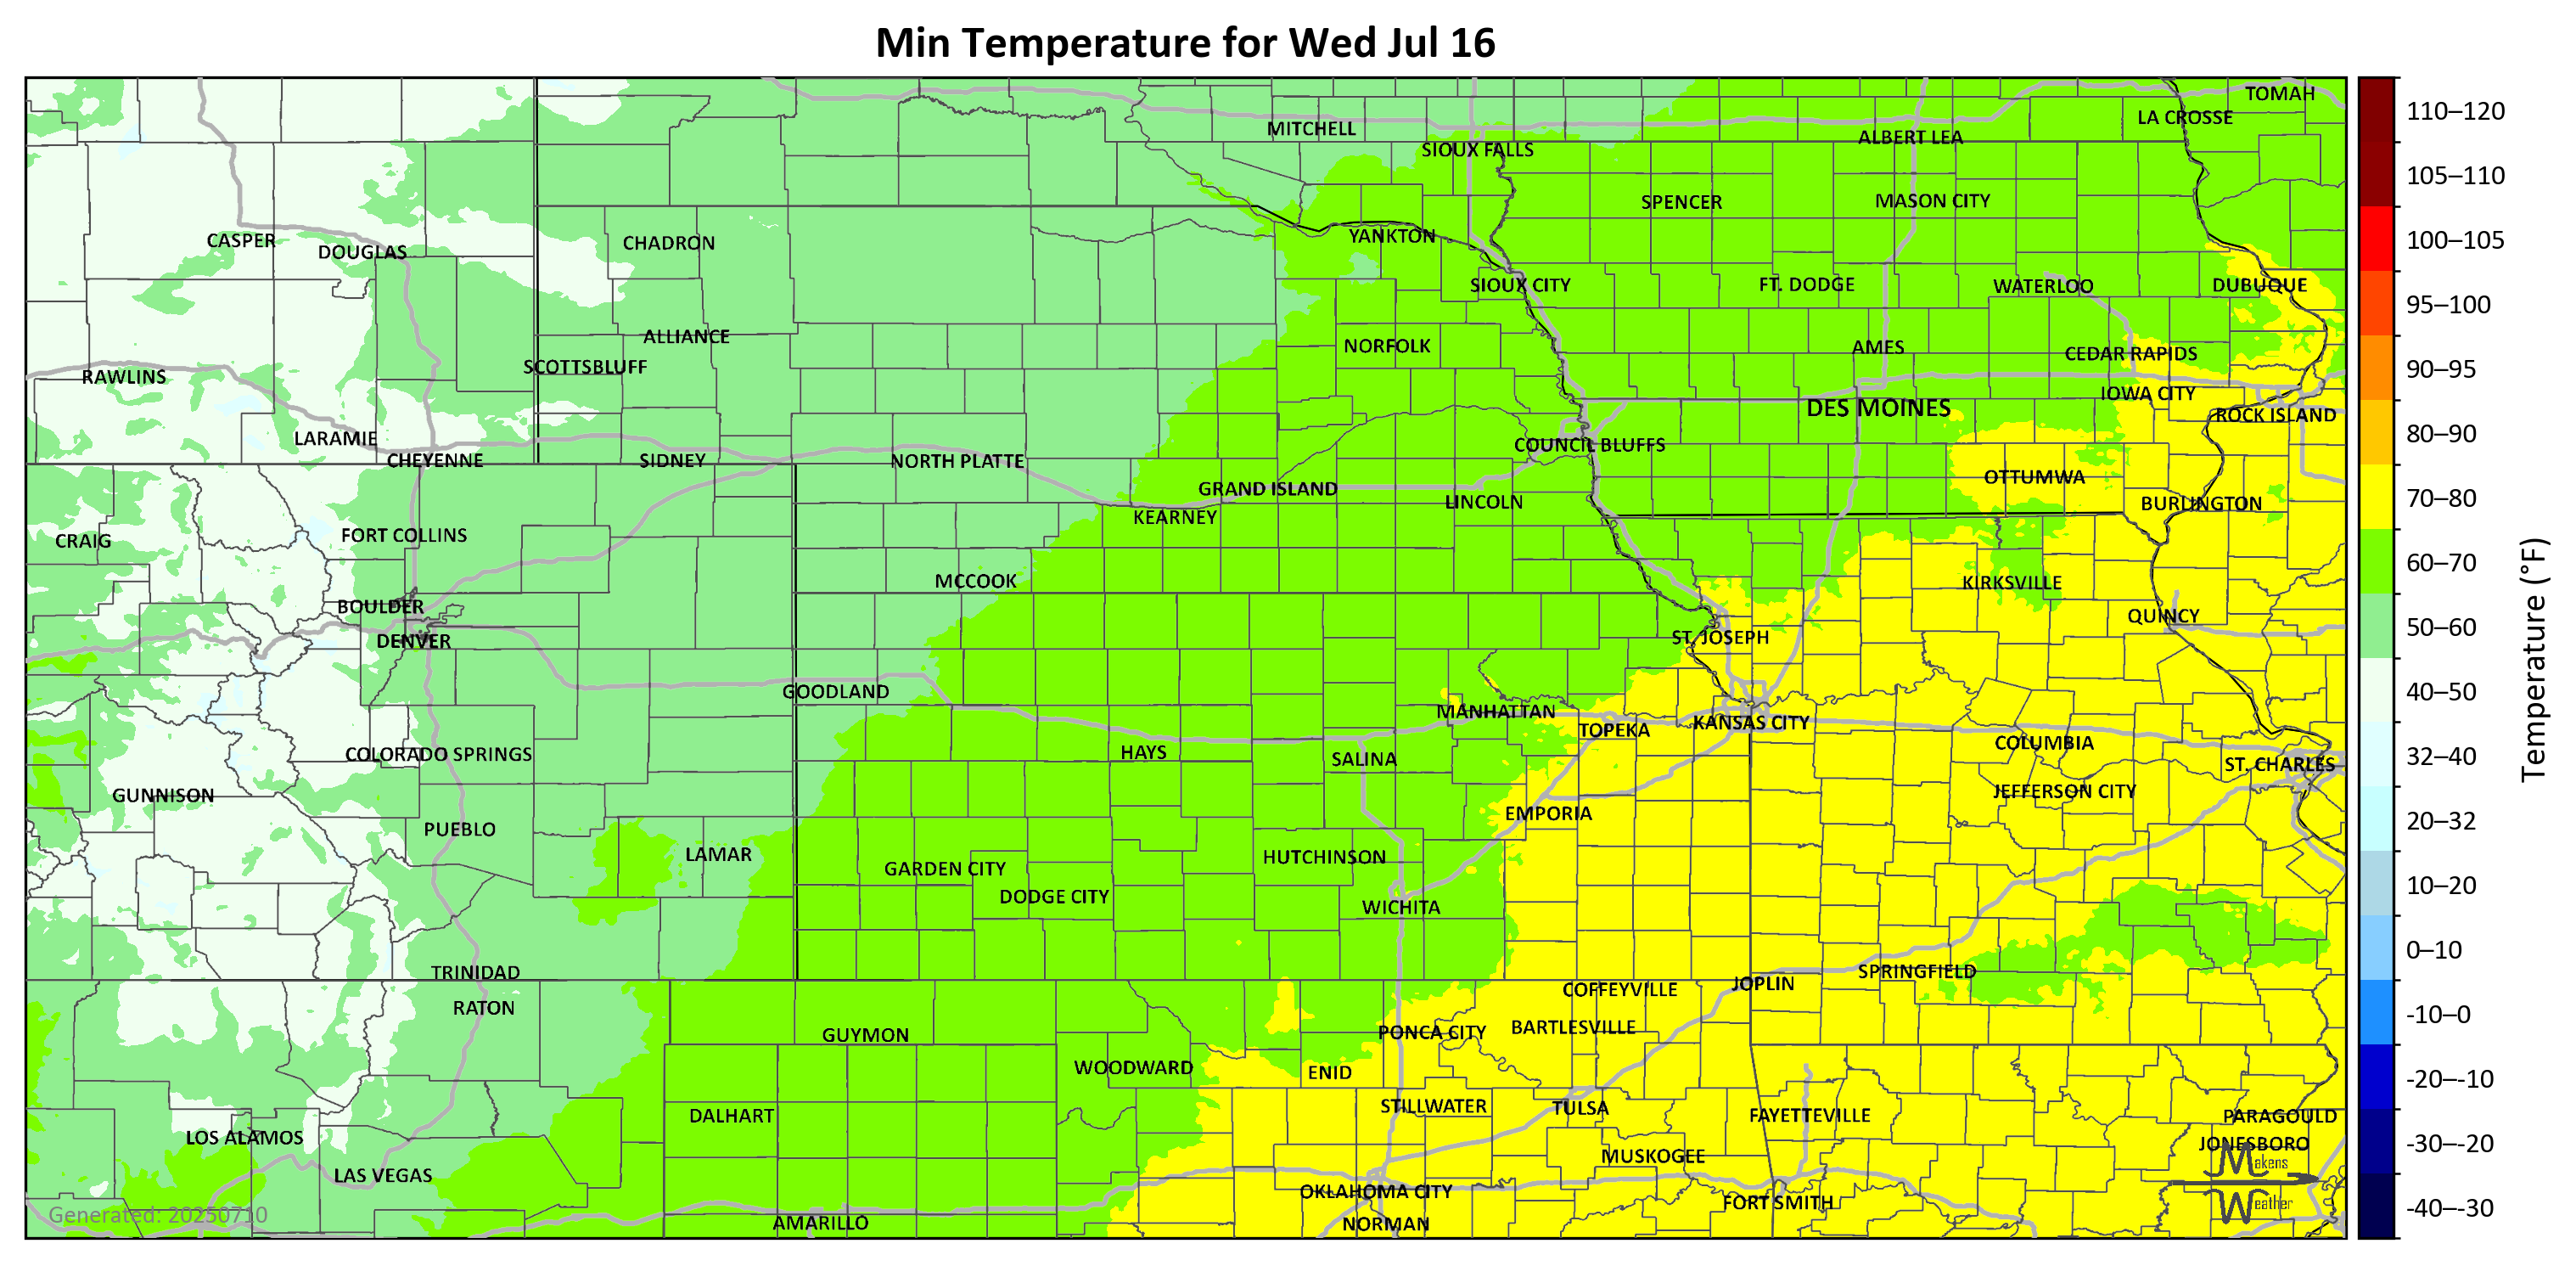 Min Temperature for Wed Jul 16
TOMAH
LA CROSSE
MITCHELL
ALBERT LEA
SIOUX FALLS
SPENCER
MASON CITY
CASPER
DOUGLAS
CHADRON
YANKTON
SIOUX CITY
FT. DODGE
WATERLOO
DUBUQUE
ALLIANCE
NORFOLK
AMES
CEDAR RAPIDS
SCOTTSBLUFF
RAWLINS
IOWA CITY
DES MOINES
ROCK ISLAND
LARAMIE
COUNCIL BLUFFS
CHEYENNE
SIDNEY
NORTH PLATTE
OTTUMWA
GRAND ISLAND
LINCOLN
BURLINGTON
KEARNEY
FORT COLLINS
CRAIG
MCCOOK
KIRKSVILLE
BOULDER
QUINCY
DENVER
ST. JOSEPH
GOODLAND
MANHATTAN
KANSAS CITY
TOPEKA
COLUMBIA
COLORADO SPRINGS
HAYS
SALINA
ST. CHARLES
GUNNISON
JEFFERSON CITY
EMPORIA
PUEBLO
LAMAR
HUTCHINSON
GARDEN CITY
DODGE CITY
WICHITA
TRINIDAD
SPRINGFIELD
JOPLIN
COFFEYVILLE
RATON
BARTLESVILLE
PONCA CITY
GUYMON
WOODWARD
ENID
STILLWATER
TULSA
DALHART
FAYETTEVILLE
PARAGOULD
LOS ALAMOS
JONESBORO
MUSKOGEE
LAS VEGAS
OKLAHOMA CITY
FORT SMITH
AMARILLO
NORMAN
Makens
Weather
Generated: 20250710
110–120
105–110
100–105
95–100
90–95
80–90
70–80
60–70
50–60
40–50
32–40
20–32
10–20
0–10
-10–0
-20–-10
-30–-20
-40–-30
Temperature (°F)